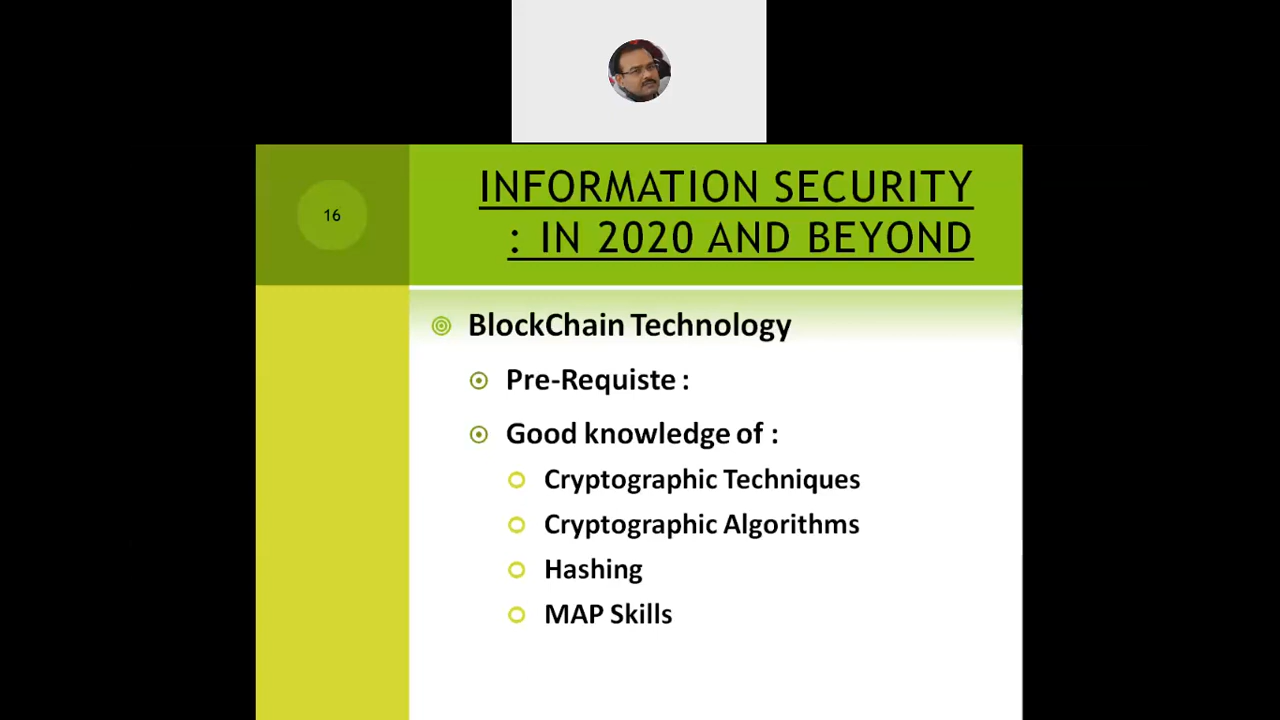 16
INFORMATION SECURITY
: IN 2020 AND BEYOND
BlockChain Technology
Pre-Requiste :
Good knowledge of :
Cryptographic Techniques
Cryptographic Algorithms
Hashing
MAP Skills